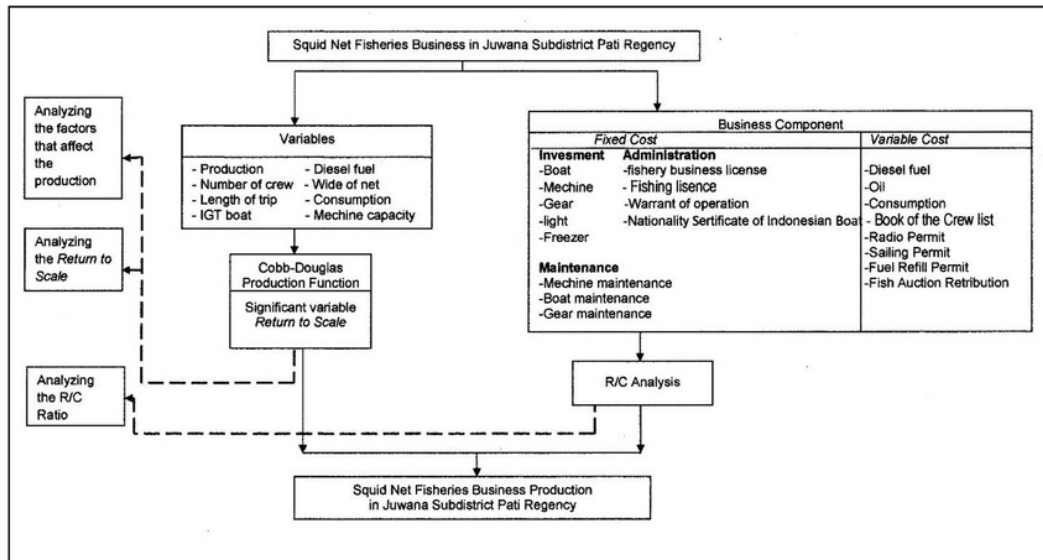 Squid Net Fisheries Business in Juwana Subdistrict Pati Regency
Analyzing
the factors
that affect
the
production
Variables
- Production - Diesel fuel
- Number of crew - Wide of net
- Length of trip - Consumption
- IGT boat - Mechine capacity
Business Component
Fixed Cost Variable Cost
Invesment Administration
-Boat -fishery business license -Diesel fuel
-Mechine - Fishing lisence -Oil
-Gear -Warrant of operation -Consumption
-light -Nationality Sertificate of Indonesian Boat - Book of the Crew list
-Freezer -Radio Permit
-Sailing Permit
Maintenance -Fuel Refill Permit
-Mechine maintenance -Fish Auction Retribution
-Boat maintenance
-Gear maintenance
Analyzing
the Return to
Scale
Cobb-Douglas
Production Function
Significant variable
Return to Scale
Analyzing
the R/C
Ratio
R/C Analysis
Squid Net Fisheries Business Production
in Juwana Subdistrict Pati Regency